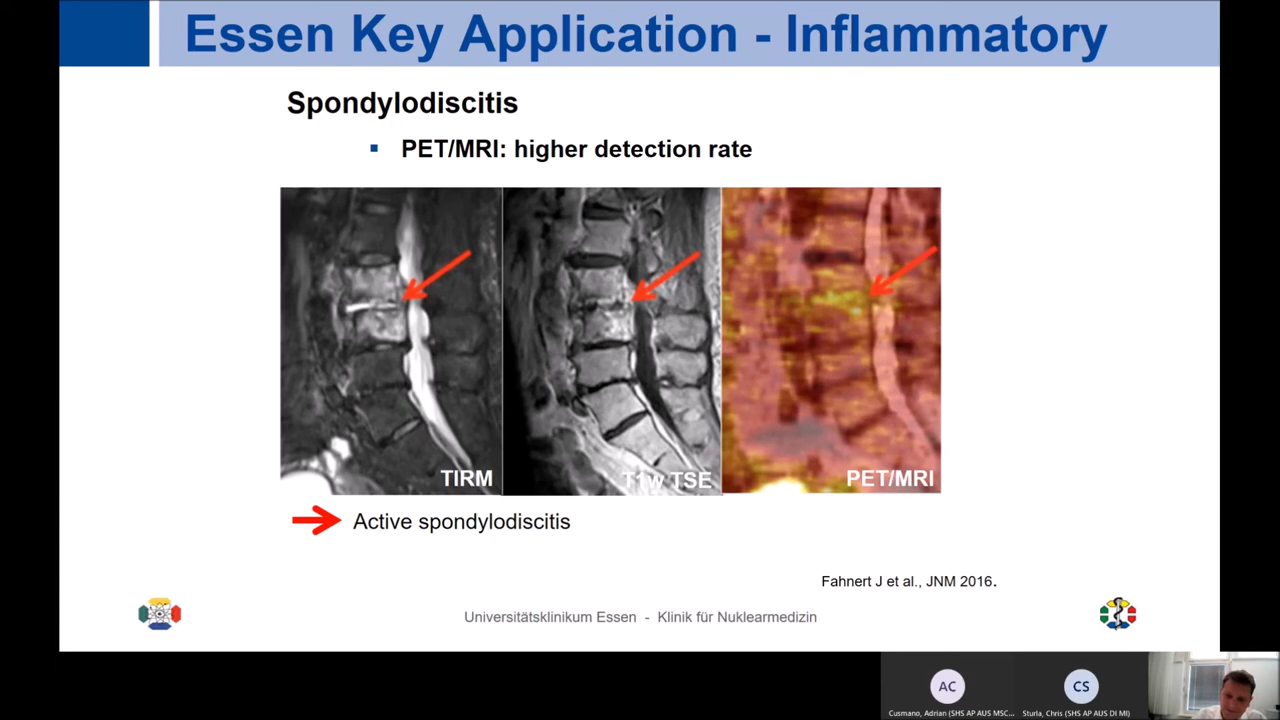 Essen Key Application - Inflammatory
Spondylodiscitis
PET/MRI: higher detection rate
TIRM
T1w TSE
PET/MRI
Active spondylodiscitis
Fahnert J et al., JNM 2016.
Universitätsklinikum Essen - Klinik für Nuklearmedizin
AC
CS
Cusmano, Adrian (SHS AP AUS MSC...
Sturla, Chris (SHS AP AUS DI MI)